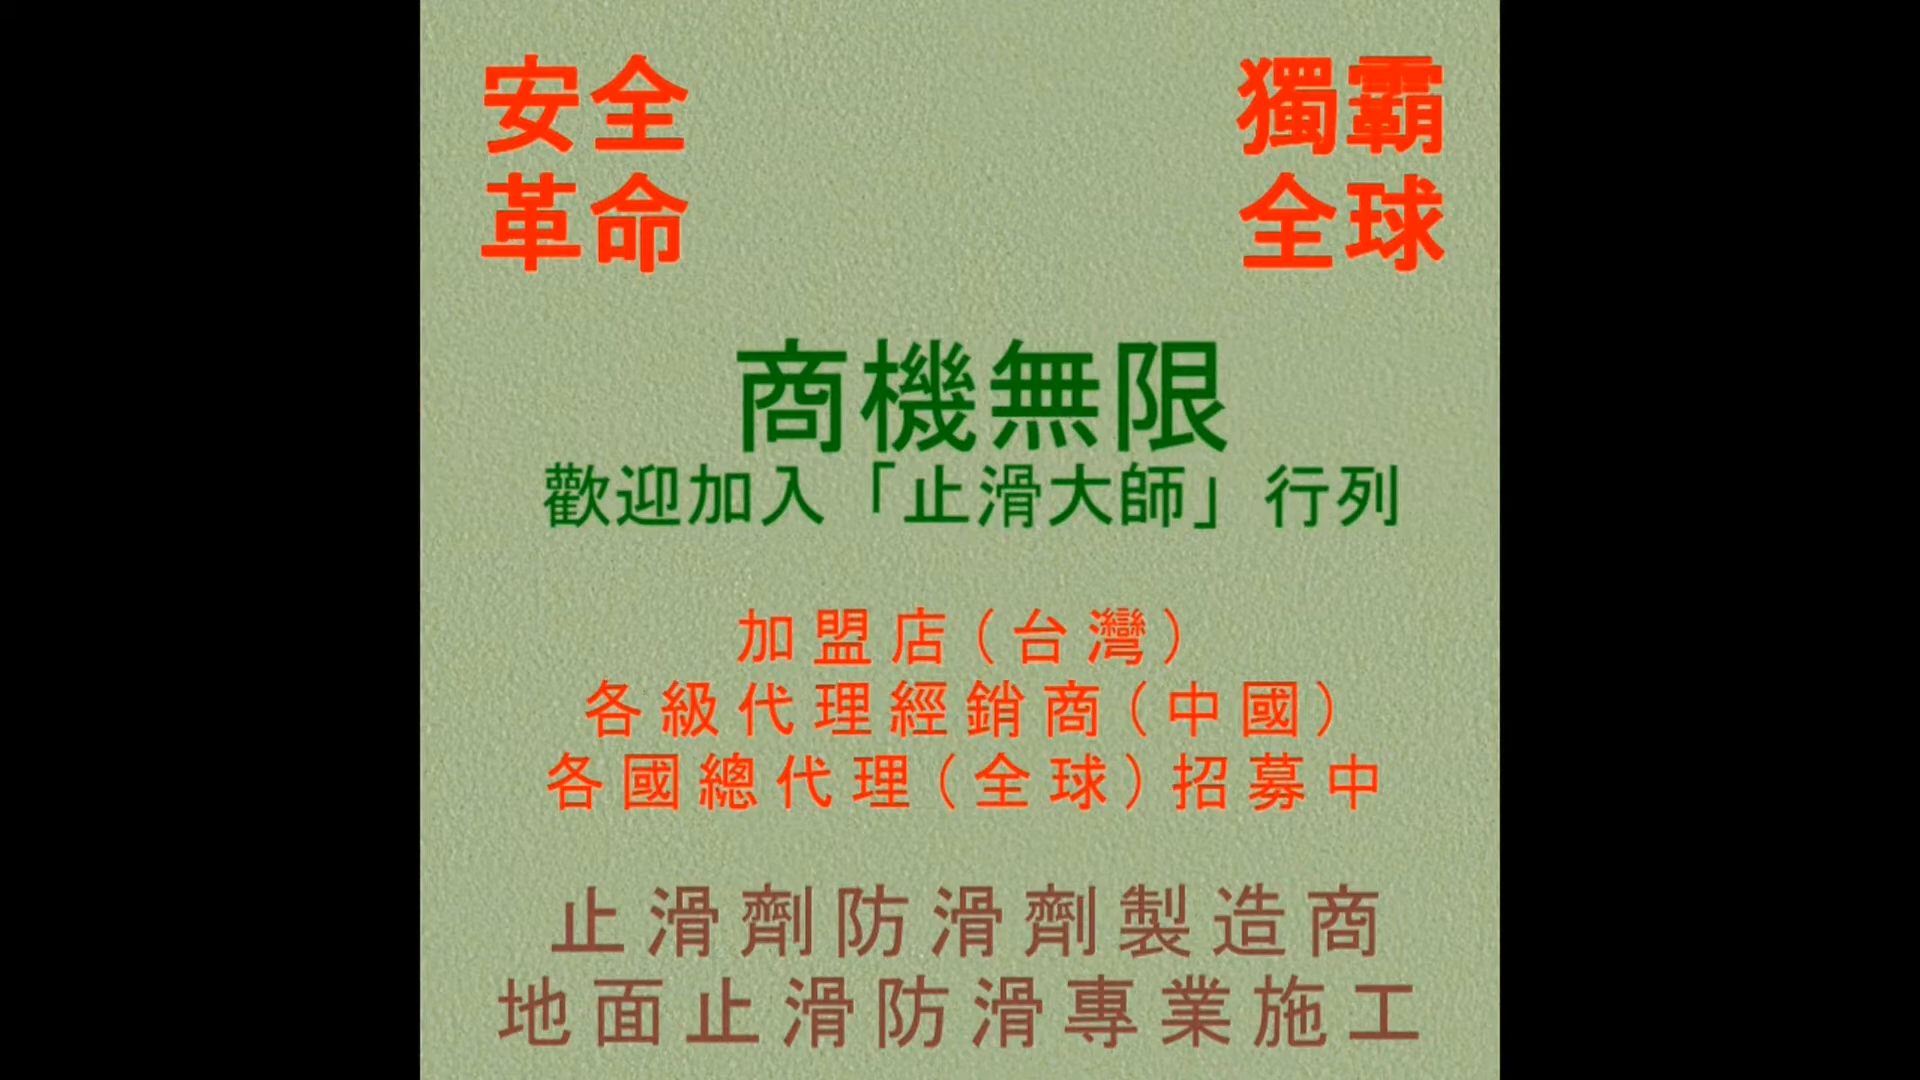 安全 獨霸
革命 全球
商機無限
歡迎加入「止滑大師」行列
加盟店(台灣)
各級代理經銷商(中國)
各國總代理(全球)招募中
止滑劑防滑劑製造商
地面止滑防滑專業施工